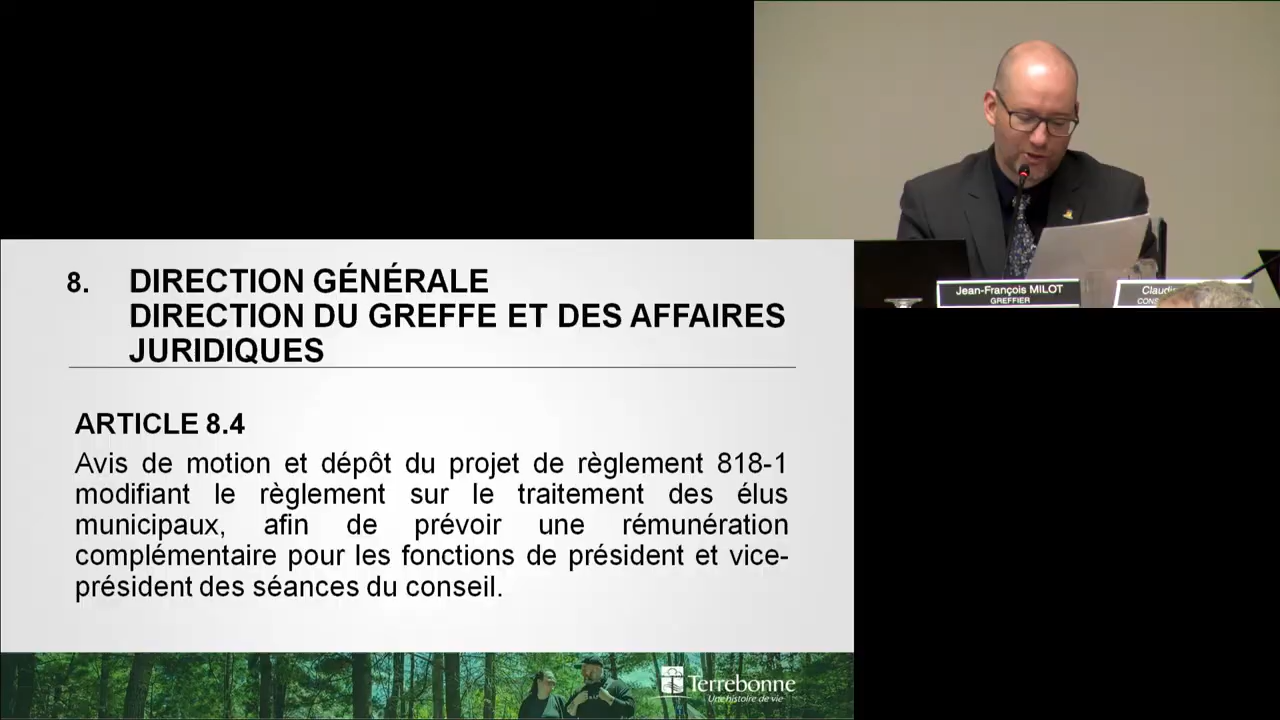 Jean-François MILOT
GREFFIER
8. DIRECTION GÉNÉRALE
DIRECTION DU GREFFE ET DES AFFAIRES
JURIDIQUES
ARTICLE 8.4
Avis de motion et dépôt du projet de règlement 818-1
modifiant le règlement sur le traitement des élus
municipaux, afin de prévoir une rémunération
complémentaire pour les fonctions de président et vice-
président des séances du conseil.
Terrebonne
Une histoire de vie